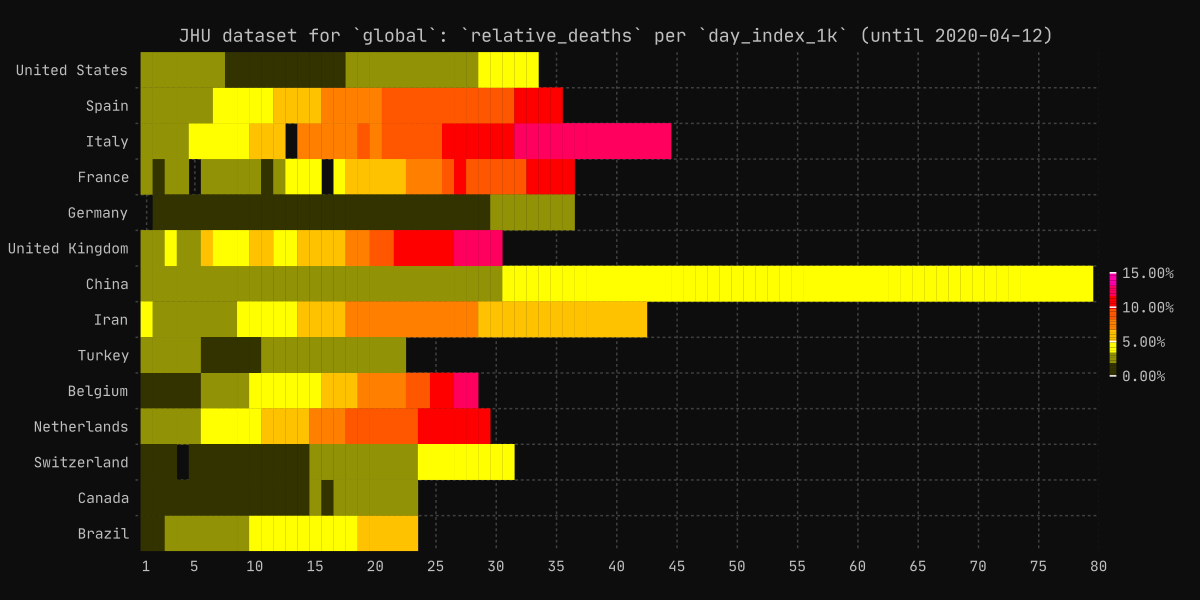 JHU dataset for `global`: `relative_deaths` per `day_index_1k` (until 2020-04-12)
United States
Spain
Italy
France
Germany
United Kingdom
China
Iran
Turkey
Belgium
Netherlands
Switzerland
Canada
Brazil
15.00%
10.00%
5.00%
0.00%
1 5 10 15 20 25 30 35 40 45 50 55 60 65 70 75 80